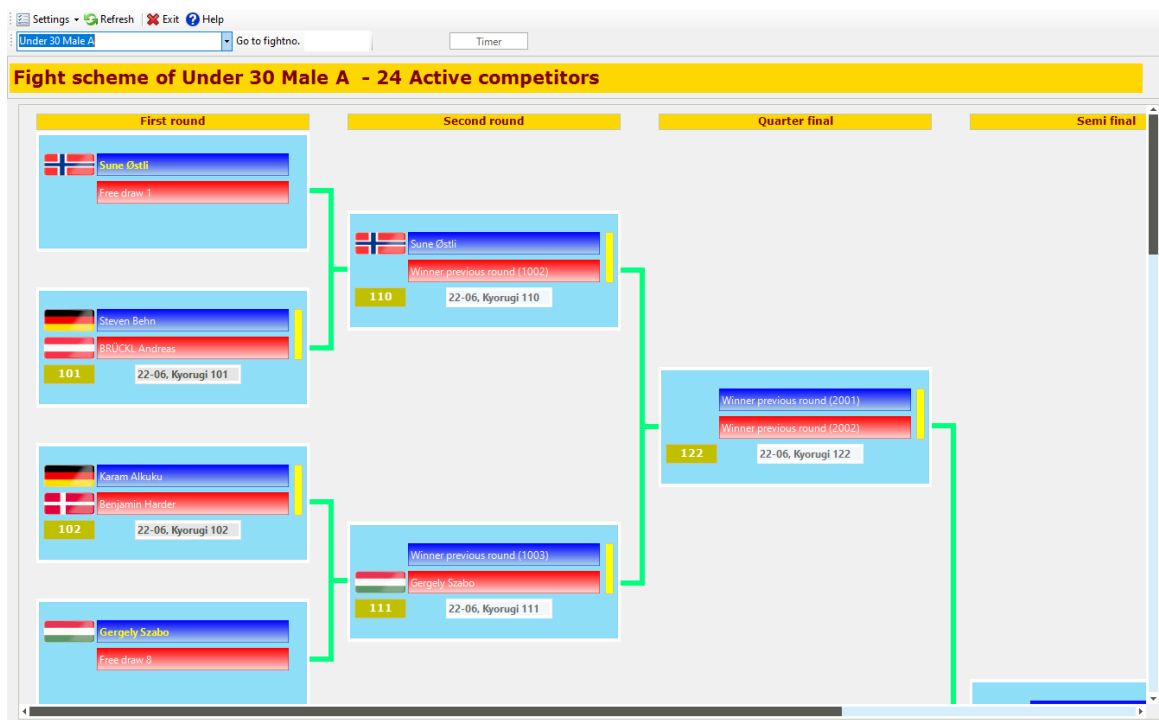 Settings Refresh Exit Help
Under 30 Male A Go to fightno. Timer
Fight scheme of Under 30 Male A - 24 Active competitors
First round Second round Quarter final Semi final
Sune Østli
Free draw 1
Sune Østli
Winner previous round (1002)
110 22-06, Kyorugi 110
Steven Behn
BRÜCKL Andreas
101 22-06, Kyorugi 101
Winner previous round (2001)
Winner previous round (2002)
122 22-06, Kyorugi 122
Karam Alkuku
Benjamin Harder
102 22-06, Kyorugi 102
Winner previous round (1003)
Gergely Szabo
111 22-06, Kyorugi 111
Gergely Szabo
Free draw 8